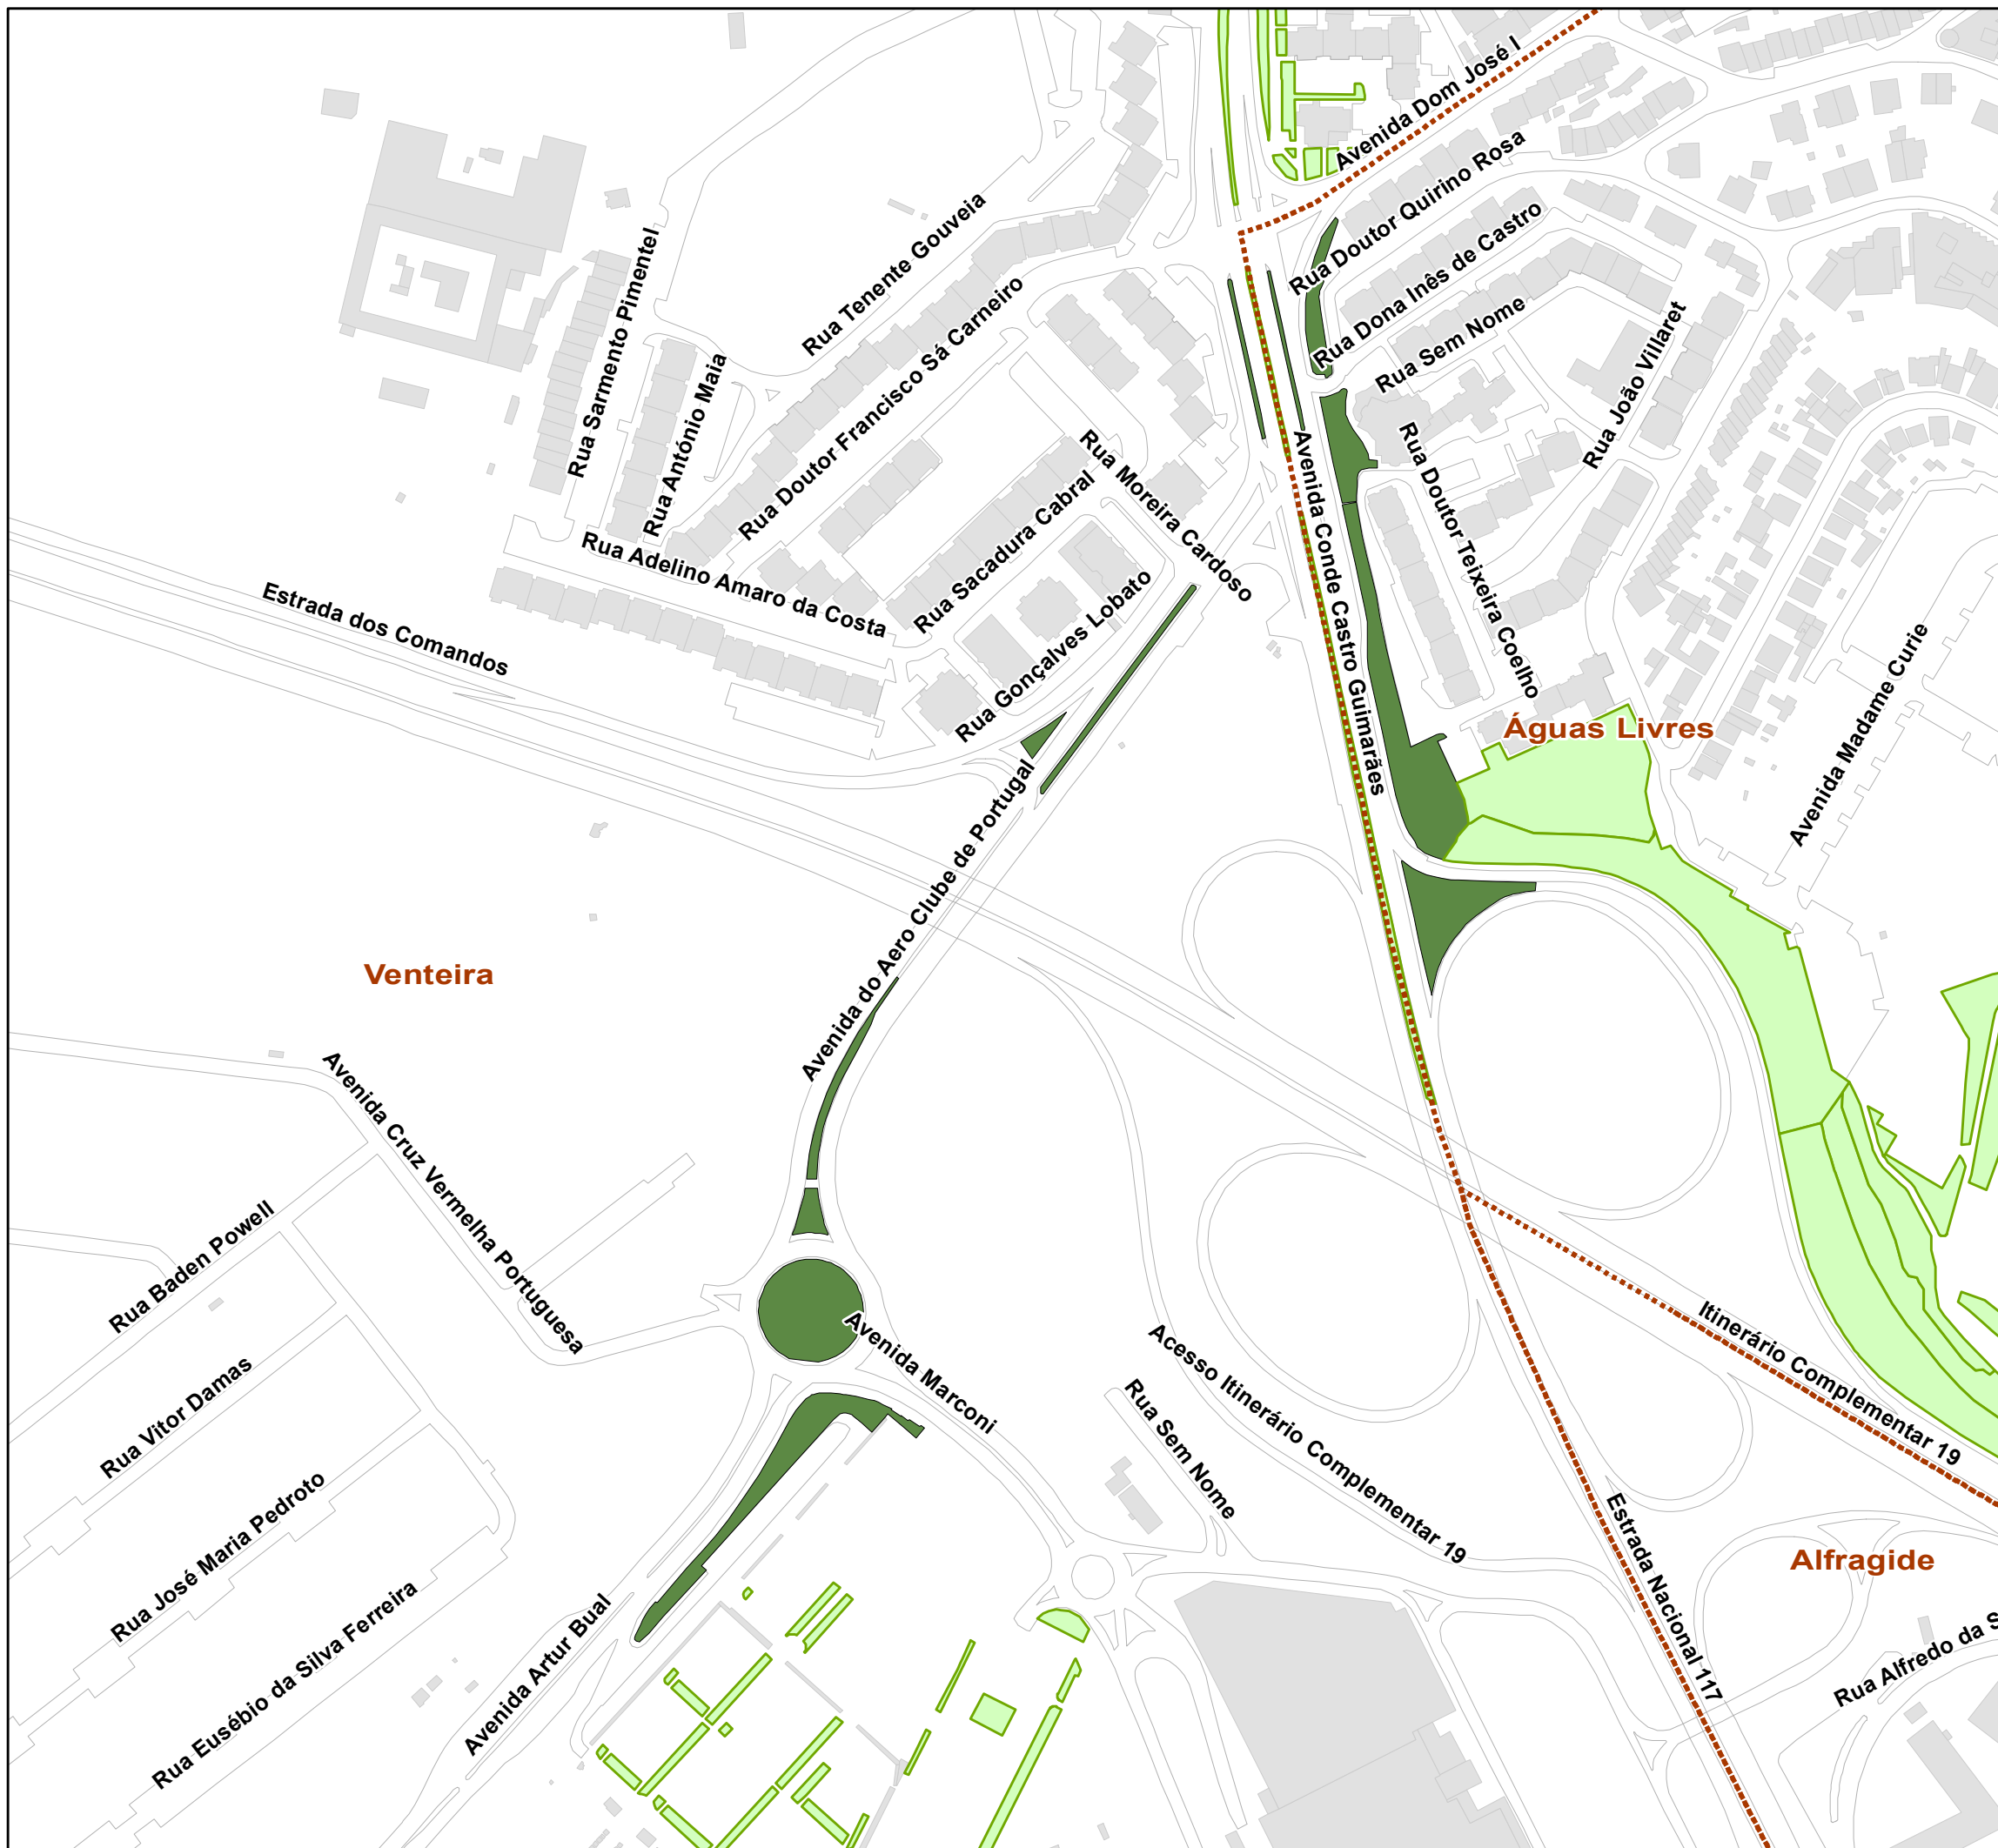 Avenida Dom José I
Rua Doutor Quirino Rosa
Rua Dona Inês de Castro
Rua Sem Nome
Rua João Villaret
Rua Tenente Gouveia
Rua Sarmento Pimentel
Rua António Maia
Rua Doutor Francisco Sá Carneiro
Rua Moreira Cardoso
Rua Sacadura Cabral
Rua Adelino Amaro da Costa
Rua Gonçalves Lobato
Avenida Conde Castro Guimarães
Rua Doutor Teixeira Coelho
Estrada dos Comandos
Águas Livres
Avenida Madame Curie
Avenida do Aero Clube de Portugal
Venteira
Avenida Cruz Vermelha Portuguesa
Rua Baden Powell
Rua Vitor Damas
Rua José Maria Pedroto
Rua Eusébio da Silva Ferreira
Avenida Artur Bual
Avenida Marconi
Rua Sem Nome
Acesso Itinerário Complementar 19
Itinerário Complementar 19
Estrada Nacional 117
Alfragide
Rua Alfredo da S